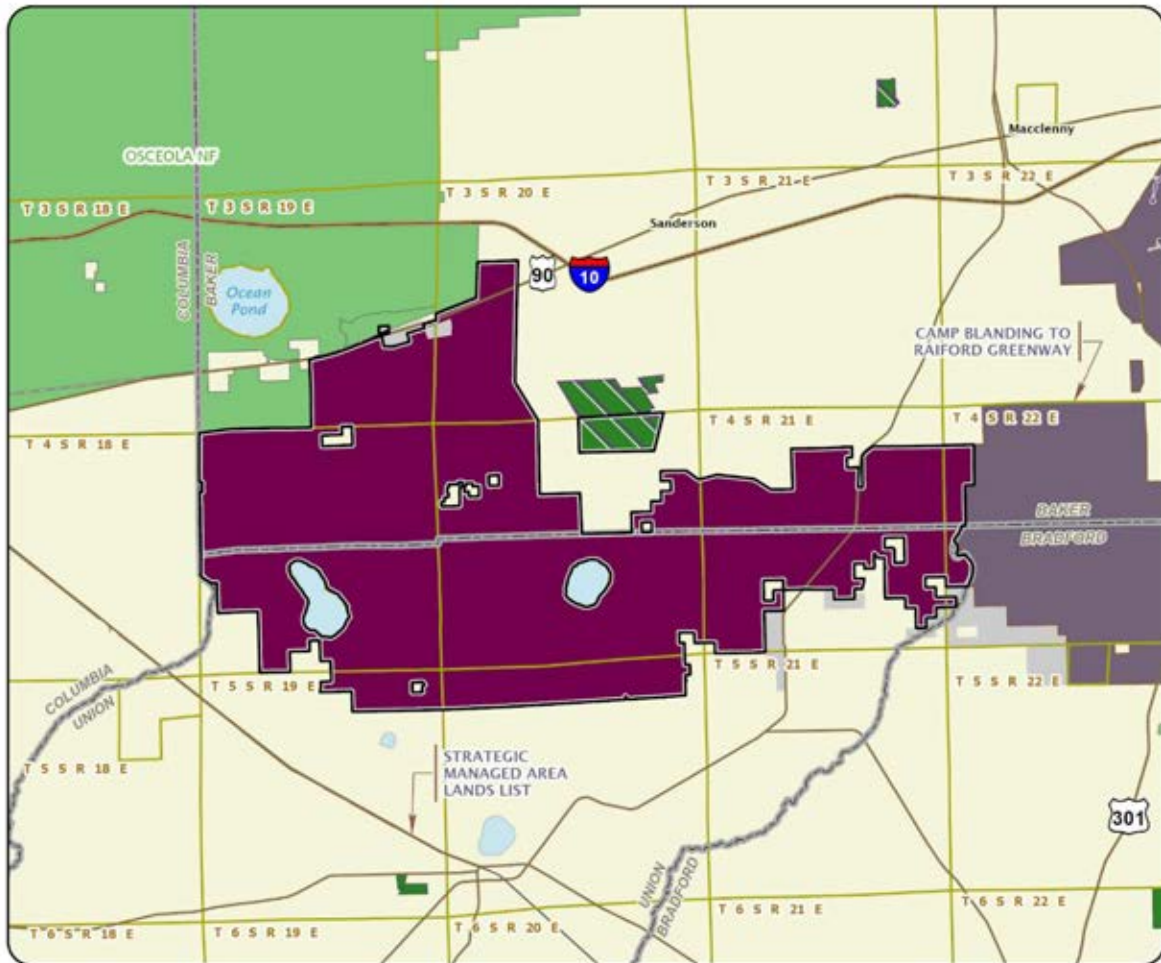 Macclenny
OSCEOLA NF
T 3 S R 18 E
T 3 S R 19 E
T 3 S R 20 E
T 3 S R 21 E
T 3 S R 22 E
Sanderson
COLUMBIA
BAKER
Ocean
Pond
90
10
CAMP BLANDING TO
RAIFORD GREENWAY
T 4 S R 18 E
T 4 S R 21 E
T 4 S R 22 E
BAKER
BRADFORD
COLUMBIA
UNION
T 5 S R 19 E
T 5 S R 21 E
T 5 S R 22 E
T 5 S R 18 E
STRATEGIC
MANAGED AREA
LANDS LIST
301
UNION
BRADFORD
T 6 S R 18 E
T 6 S R 19 E
T 6 S R 20 E
T 6 S R 21 E
T 6 S R 22 E